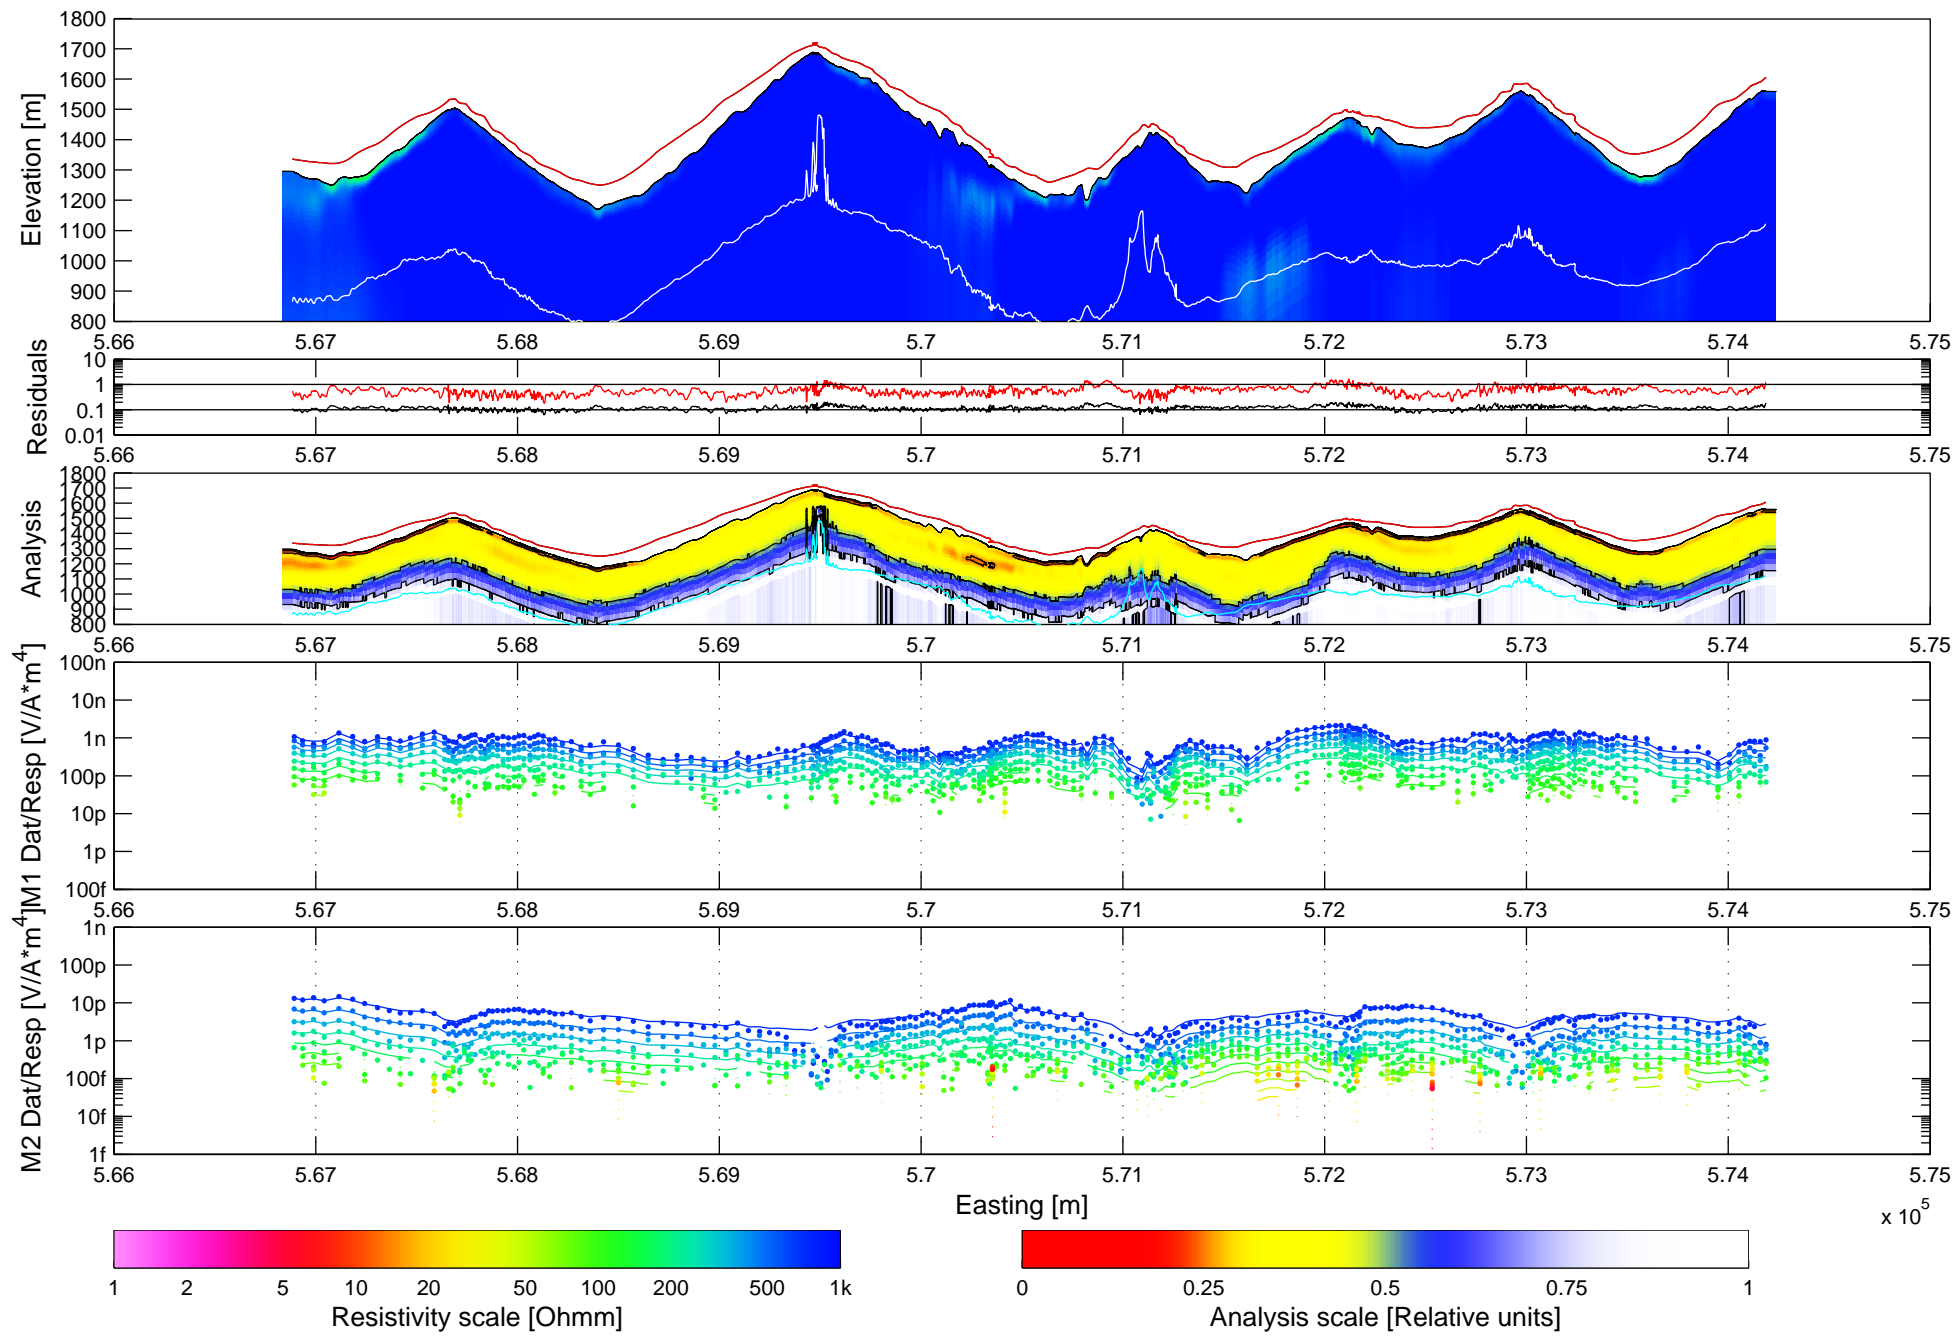 1800
1700
1600
1500
1400
1300
1200
1100
1000
900
800
Elevation [m]
5.66 5.67 5.68 5.69 5.7 5.71 5.72 5.73 5.74 5.75
10
1
0.1
0.01
Residuals
5.66 5.67 5.68 5.69 5.7 5.71 5.72 5.73 5.74 5.75
1800
1700
1600
1500
1400
1300
1200
1100
1000
900
800
Analysis
5.66 5.67 5.68 5.69 5.7 5.71 5.72 5.73 5.74 5.75
100n
10n
1n
100p
10p
1p
100f
M1 Dat/Resp [V/A*m^4]
5.66 5.67 5.68 5.69 5.7 5.71 5.72 5.73 5.74 5.75
1n
100p
10p
1p
100f
10f
1f
M2 Dat/Resp [V/A*m^4]
5.66 5.67 5.68 5.69 5.7 5.71 5.72 5.73 5.74 5.75
Easting [m]
x 10^5
1 2 5 10 20 50 100 200 500 1k
Resistivity scale [Ohmm]
0 0.25 0.5 0.75 1
Analysis scale [Relative units]